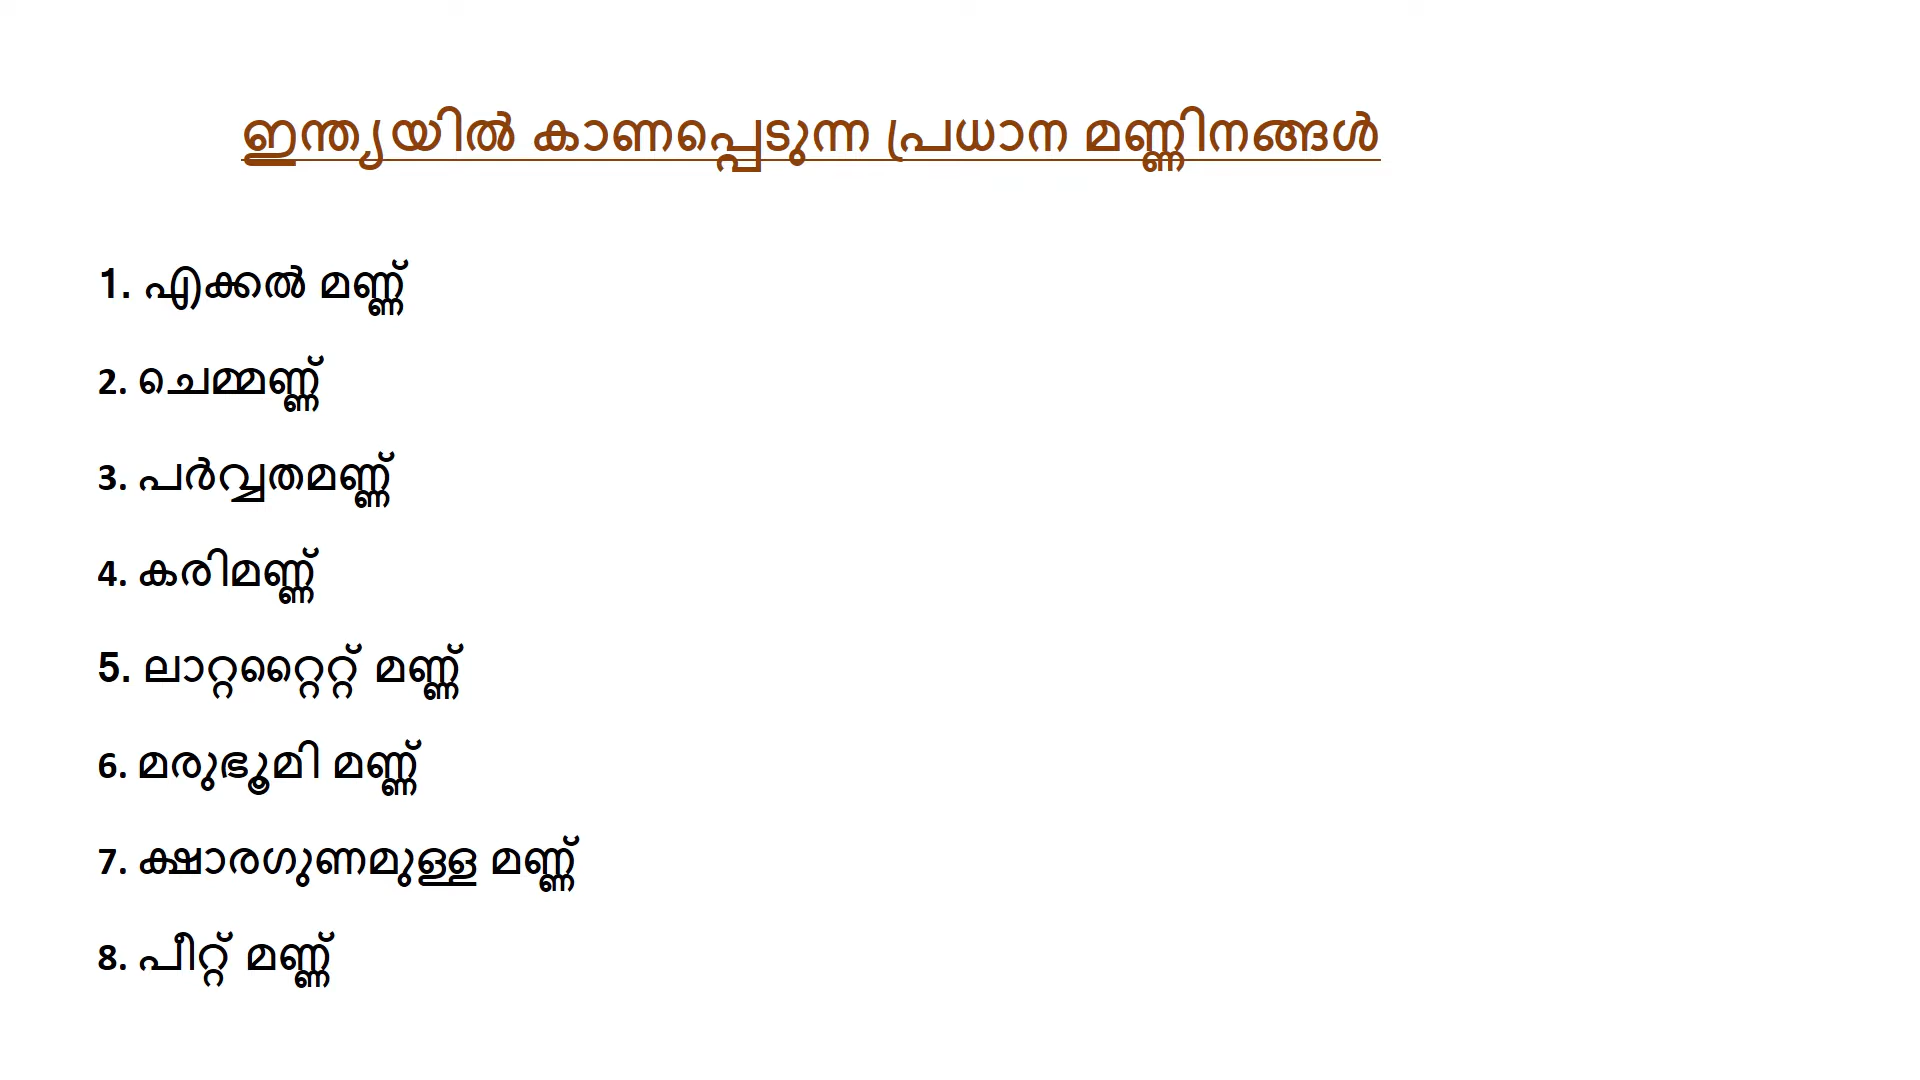 ഇന്ത്യയിൽ കാണപ്പെടുന്ന പ്രധാന മണ്ണിനങ്ങൾ
1. എക്കൽ മണ്ണ്
2. ചെമ്മണ്ണ്
3. പർവ്വതമണ്ണ്
4. കരിമണ്ണ്
5. ലാറ്ററ്റൈറ്റ് മണ്ണ്
6. മരുഭൂമി മണ്ണ്
7. ക്ഷാരഗുണമുള്ള മണ്ണ്
8. പീറ്റ് മണ്ണ്